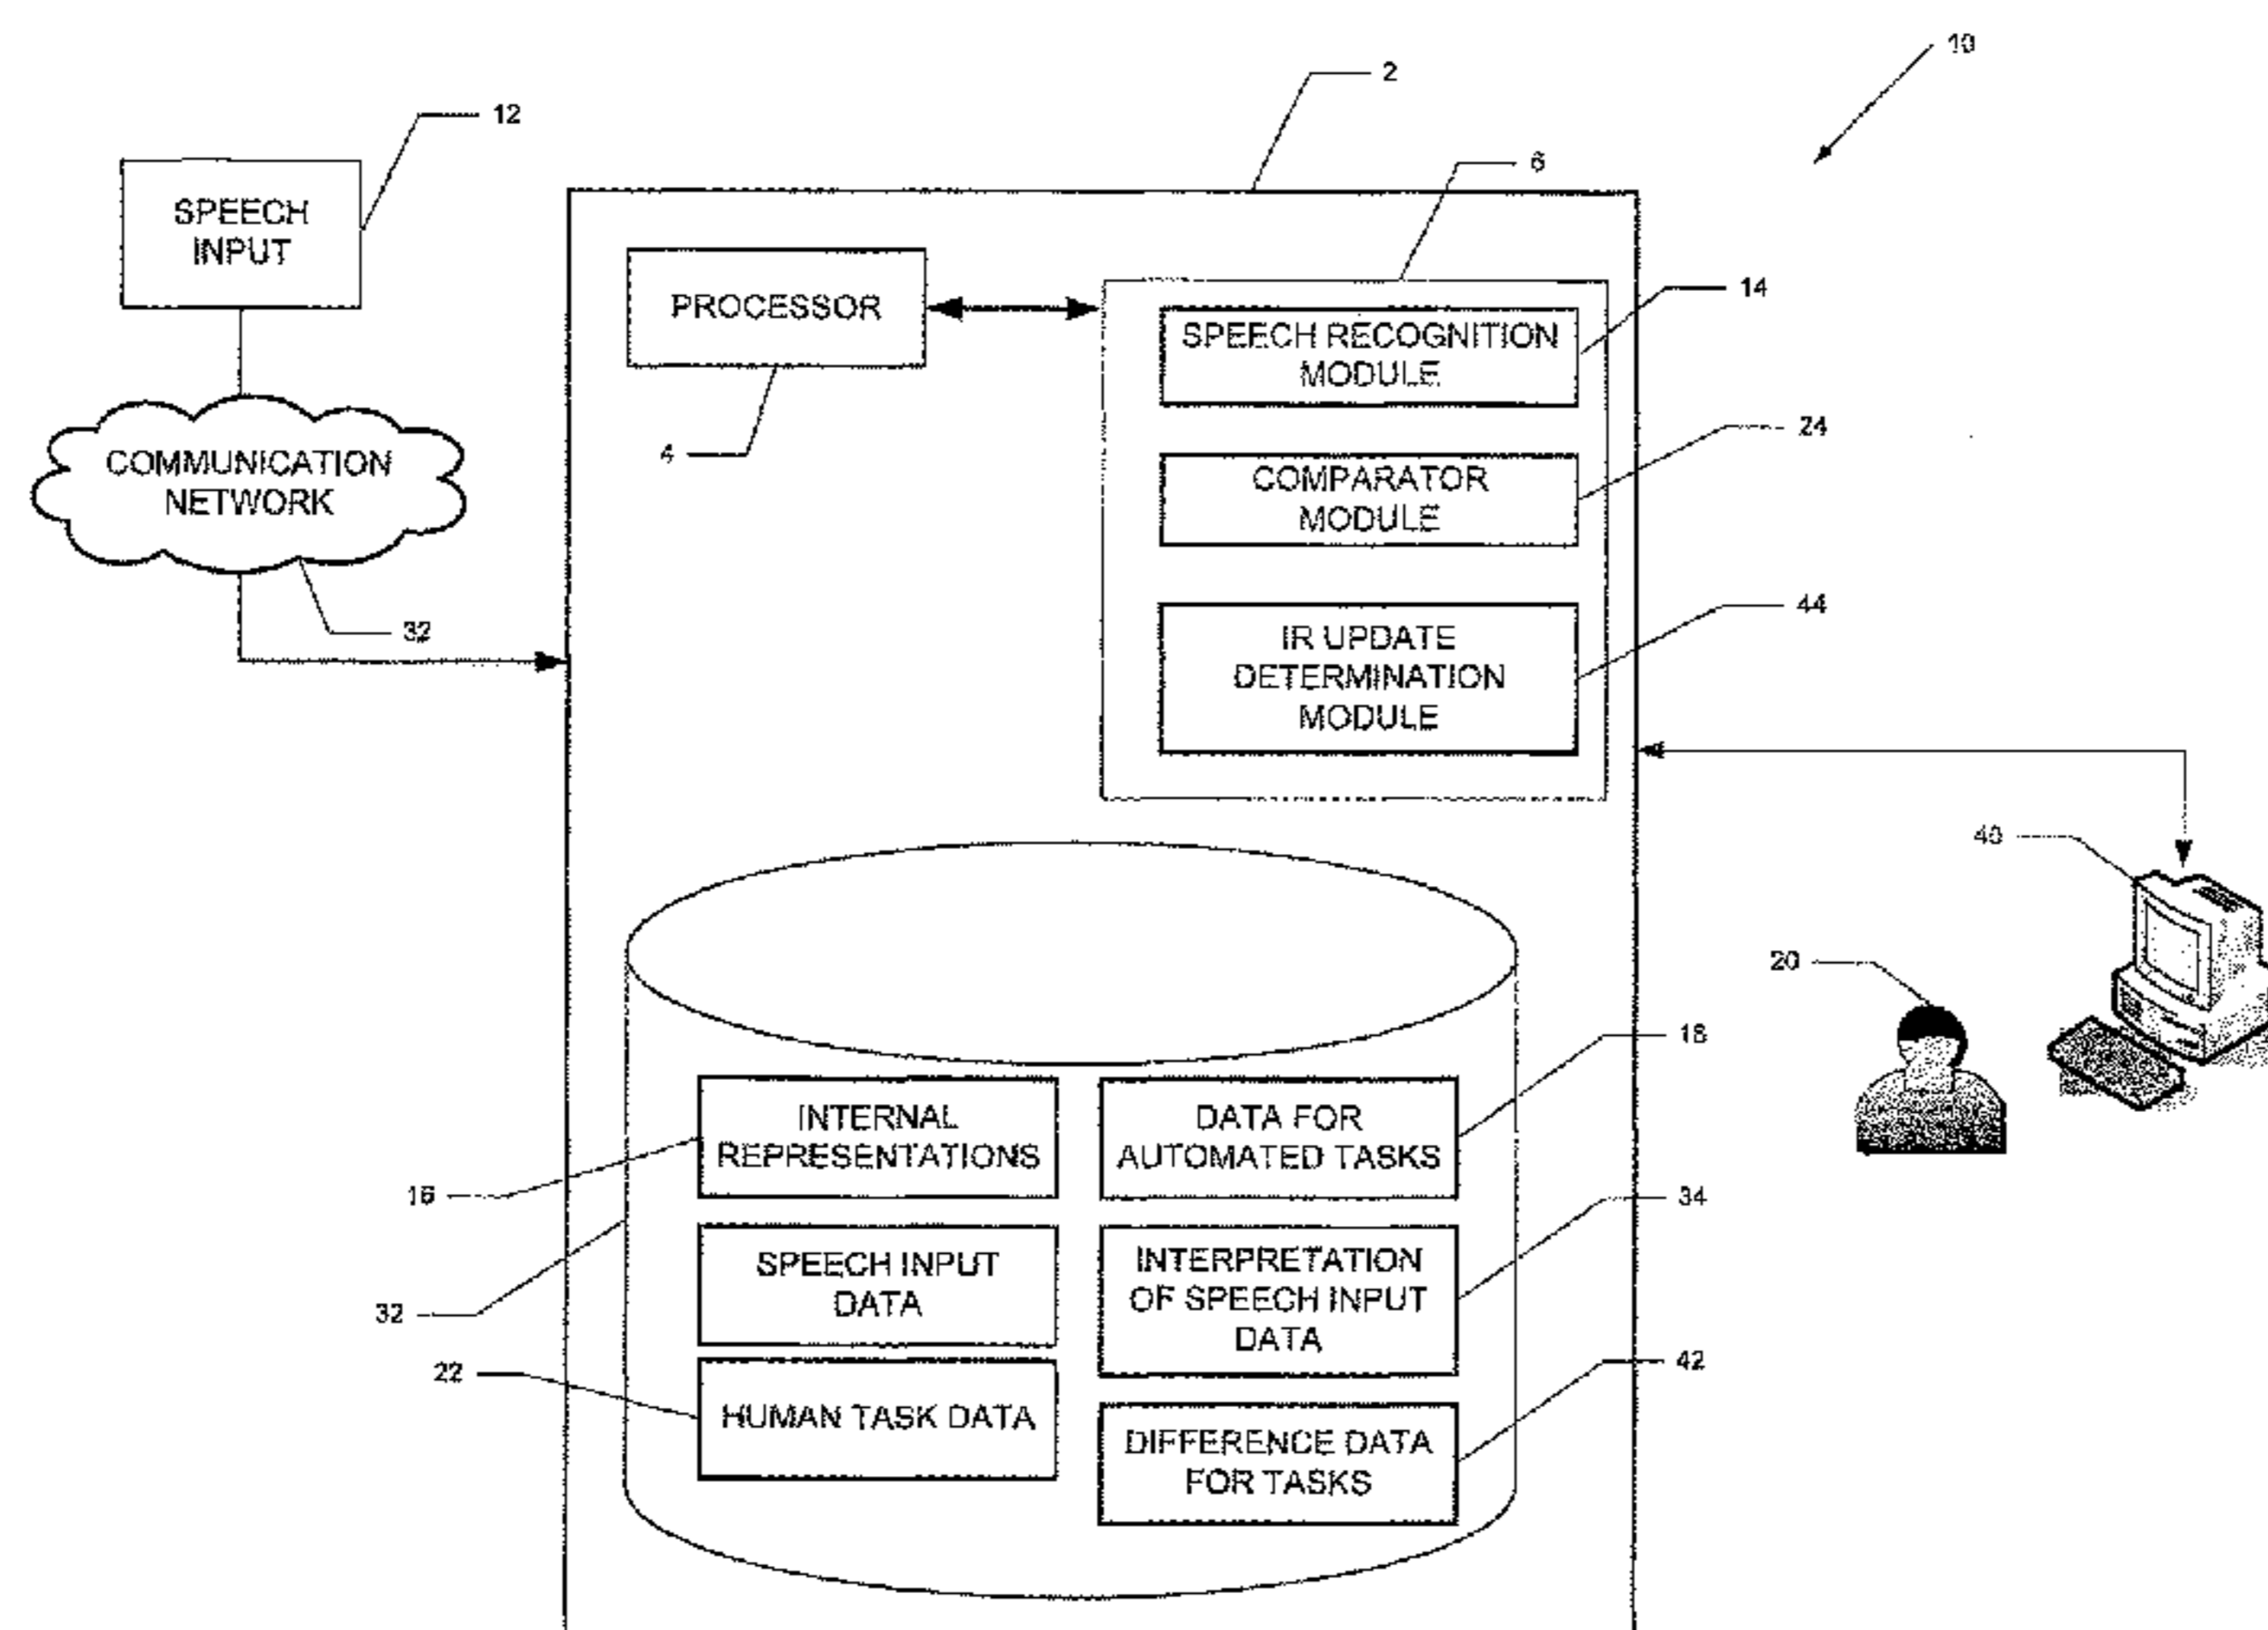 10
2
12
6
SPEECH
INPUT
PROCESSOR
14
SPEECH RECOGNITION
MODULE
24
COMMUNICATION
NETWORK
4
COMPARATOR
MODULE
44
32
IR UPDATE
DETERMINATION
MODULE
40
20
18
INTERNAL
REPRESENTATIONS
DATA FOR
AUTOMATED TASKS
16
34
SPEECH INPUT
DATA
INTERPRETATION
OF SPEECH INPUT
DATA
32
42
22
HUMAN TASK DATA
DIFFERENCE DATA
FOR TASKS